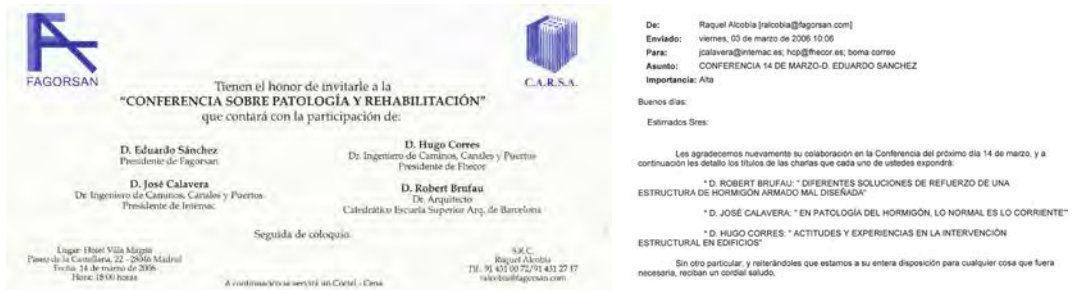 FAGORSAN
C.A.R.S.A.
Tienen el honor de invitarle a la
“CONFERENCIA SOBRE PATOLOGÍA Y REHABILITACIÓN”
que contará con la participación de:
D. Eduardo Sánchez
Presidente de Fagorsan
D. José Calavera
Dr. Ingeniero de Caminos, Canales y Puertos
Presidente de Intemac
D. Hugo Corres
Dr. Ingeniero de Caminos, Canales y Puertos
Presidente de Fhecor
D. Robert Brufau
Dr. Arquitecto
Catedrático Escuela Superior Arq. de Barcelona
Seguida de coloquio.
Lugar: Hotel Villa Magna
Paseo de la Castellana, 22 - 28046 Madrid
Fecha: 14 de marzo de 2006
Hora: 18:00 horas
S.R.C.
Raquel Alcobia
Tlf.: 91 431 00 72/91 431 27 17
ralcobia@fagorsan.com
A continuación se servirá un Cóctel - Cena
De: Raquel Alcobia [ralcobia@fagorsan.com]
Enviado: viernes, 03 de marzo de 2006 10:06
Para: jcalavera@intemac.es; hcp@fhecor.es; boma correo
Asunto: CONFERENCIA 14 DE MARZO-D. EDUARDO SANCHEZ
Importancia: Alta
Buenos días:
Estimados Sres:
Les agradecemos nuevamente su colaboración en la Conferencia del próximo día 14 de marzo, y a
continuación les detallo los títulos de las charlas que cada uno de ustedes expondrá:
* D. ROBERT BRUFAU: " DIFERENTES SOLUCIONES DE REFUERZO DE UNA
ESTRUCTURA DE HORMIGÓN ARMADO MAL DISEÑADA"
* D. JOSÉ CALAVERA: " EN PATOLOGÍA DEL HORMIGÓN, LO NORMAL ES LO CORRIENTE"
* D. HUGO CORRES: " ACTITUDES Y EXPERIENCIAS EN LA INTERVENCIÓN
ESTRUCTURAL EN EDIFICIOS"
Sin otro particular, y reiterándoles que estamos a su entera disposición para cualquier cosa que fuera
necesaria, reciban un cordial saludo,